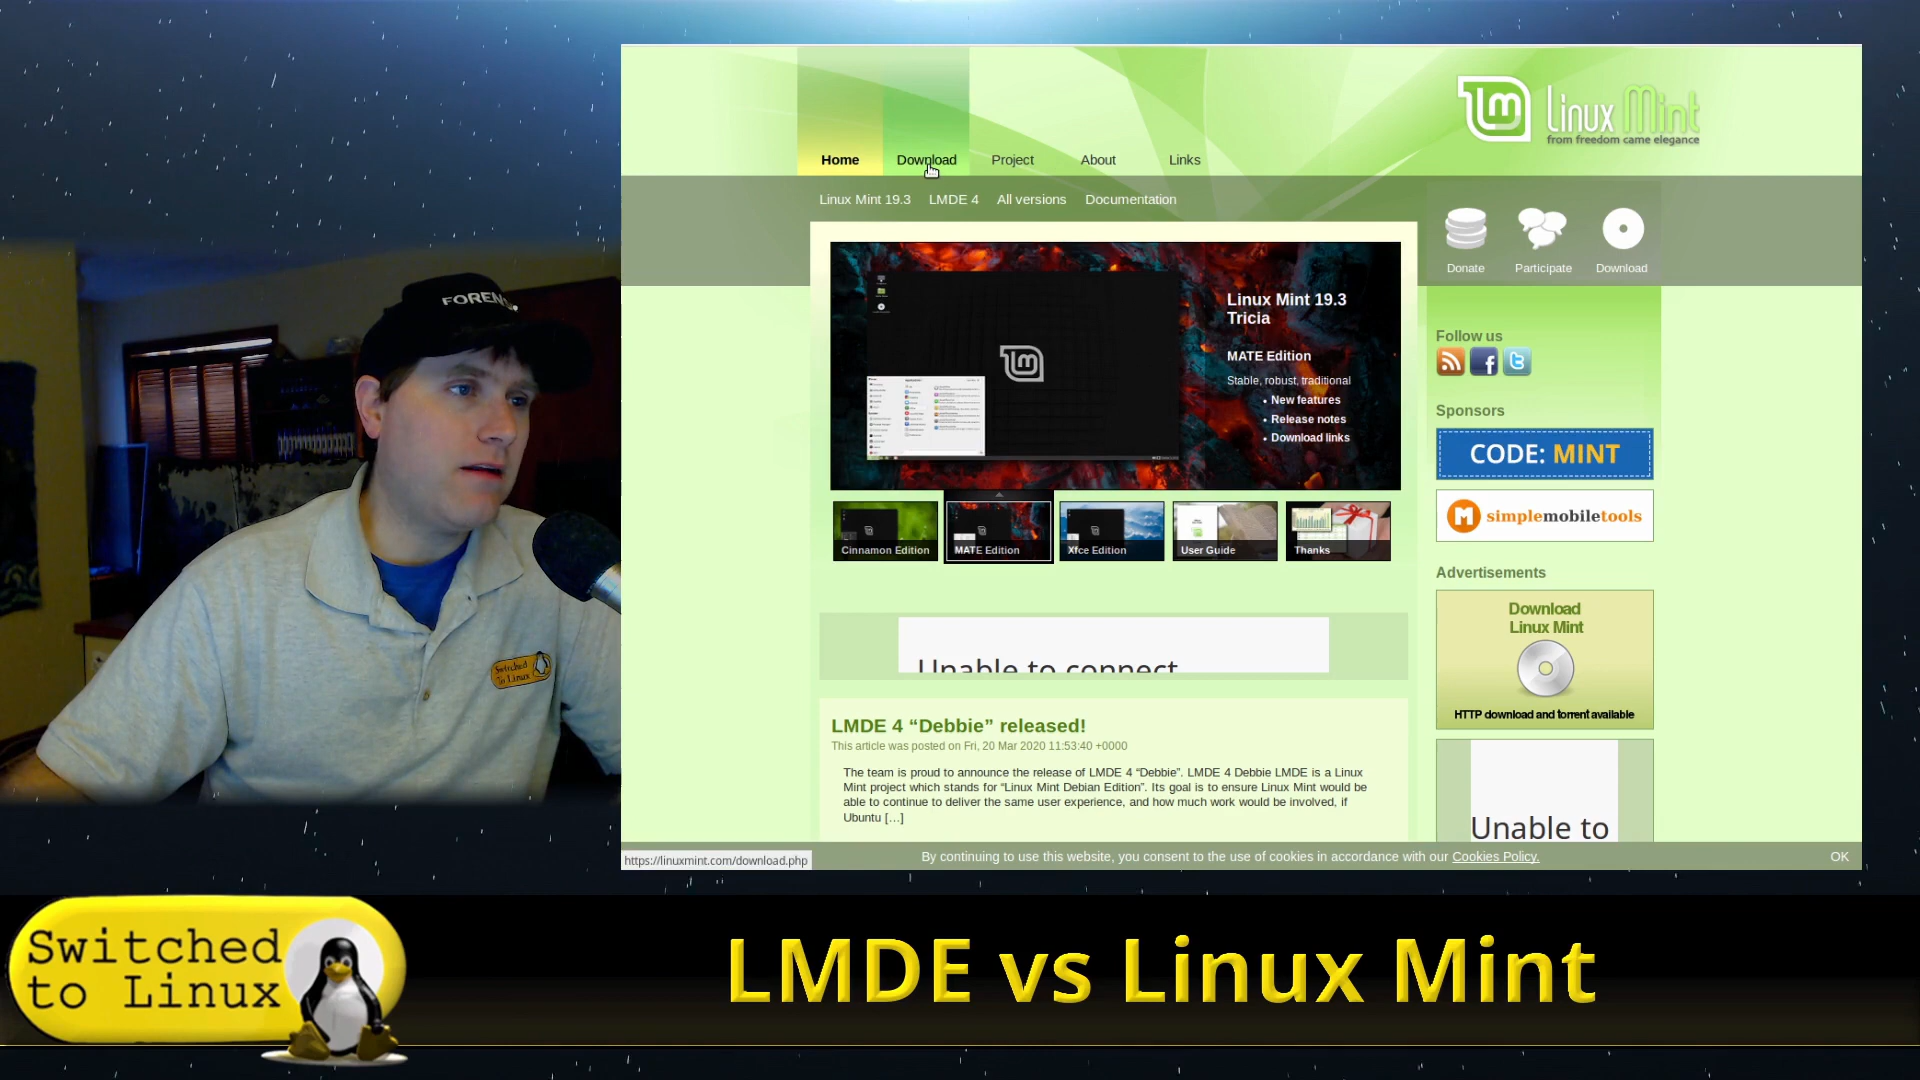 Linux Mint
from freedom came elegance
Home Download Project About Links
Linux Mint 19.3 LMDE 4 All versions Documentation
Donate Participate Download
Linux Mint 19.3
Tricia
MATE Edition
Stable, robust, traditional
• New features
• Release notes
• Download links
Cinnamon Edition MATE Edition Xfce Edition User Guide Thanks
Unable to connect
LMDE 4 “Debbie” released!
This article was posted on Fri, 20 Mar 2020 11:53:40 +0000
The team is proud to announce the release of LMDE 4 “Debbie”. LMDE 4 Debbie LMDE is a Linux
Mint project which stands for “Linux Mint Debian Edition”. Its goal is to ensure Linux Mint would be
able to continue to deliver the same user experience, and how much work would be involved, if
Ubuntu […]
Follow us
Sponsors
CODE: MINT
simplemobiletools
Advertisements
Download
Linux Mint
HTTP download and torrent available
Unable to
https://linuxmint.com/download.php
By continuing to use this website, you consent to the use of cookies in accordance with our Cookies Policy. OK
Switched
To Linux
Switched
to Linux
LMDE vs Linux Mint